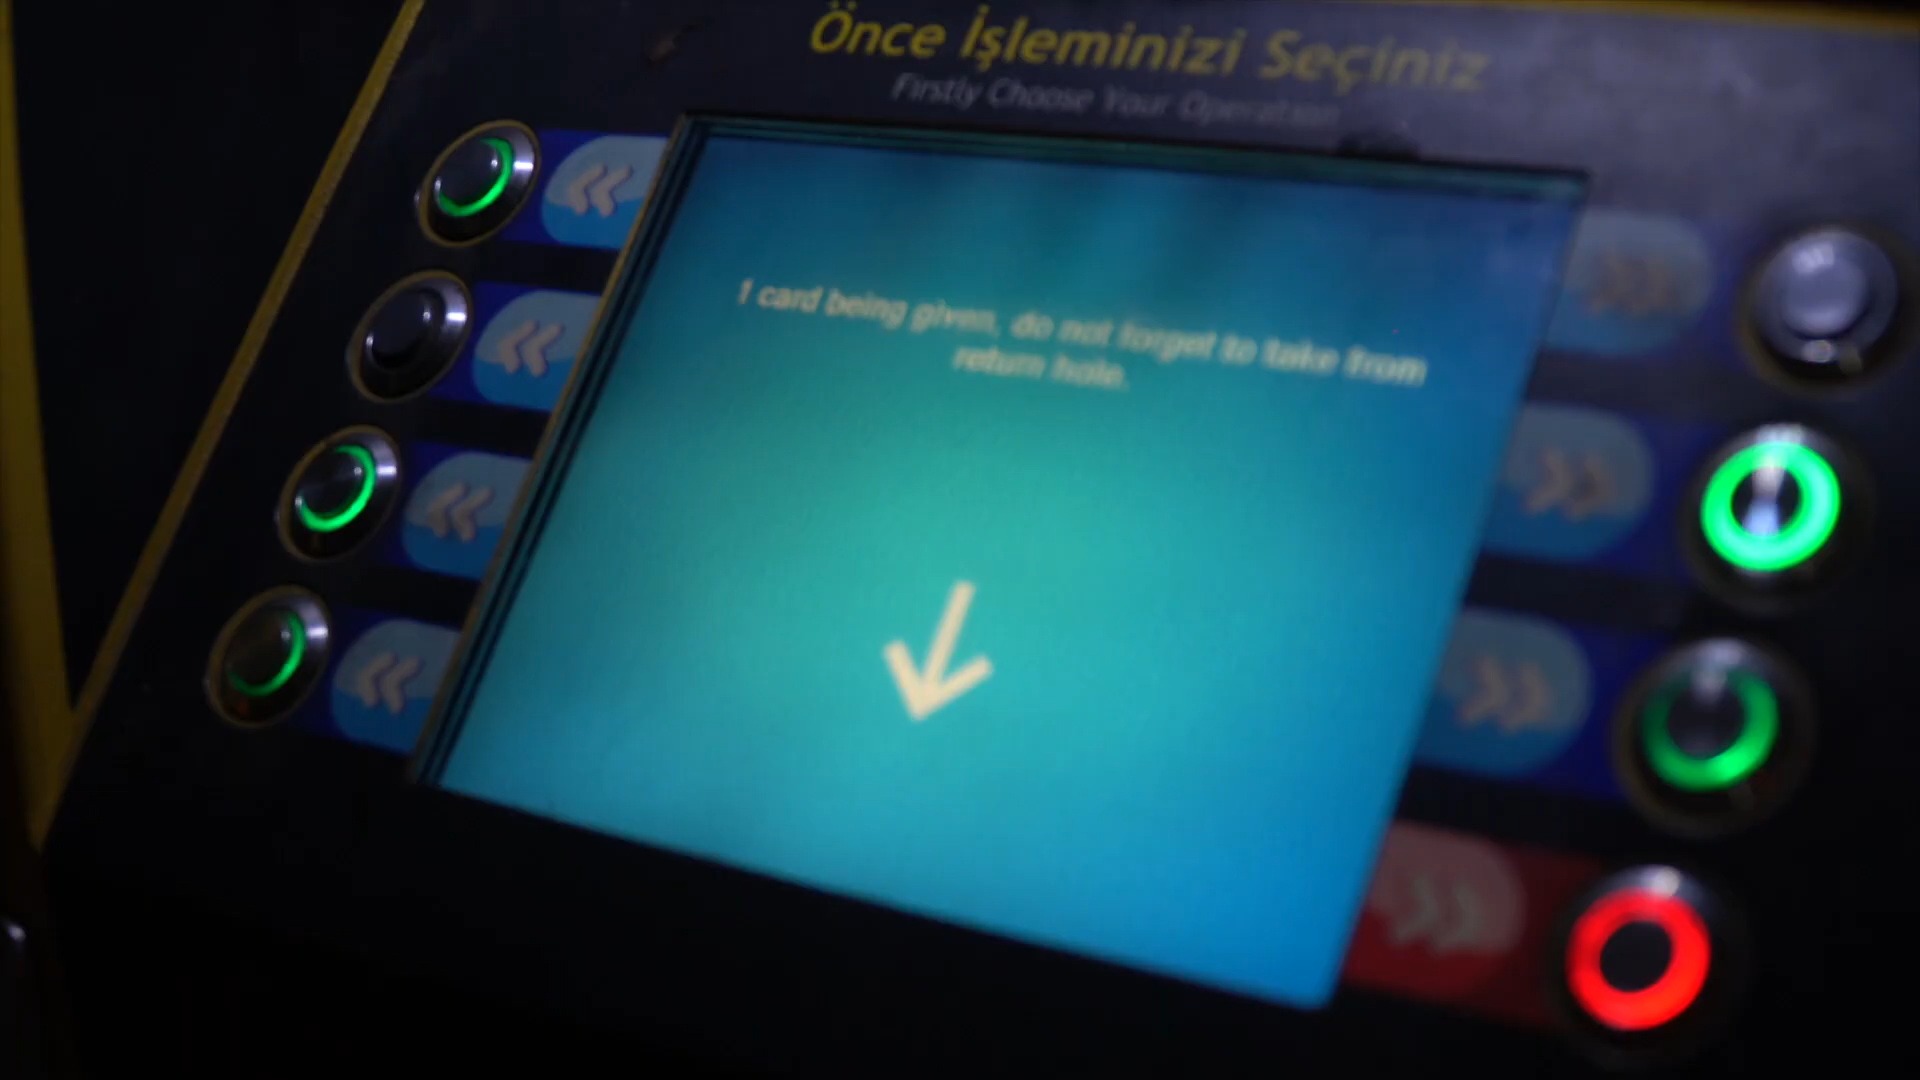 Önce İşleminizi Seçiniz
Firstly Choose Your Operation
1 card being given, do not forget to take from
return hole.